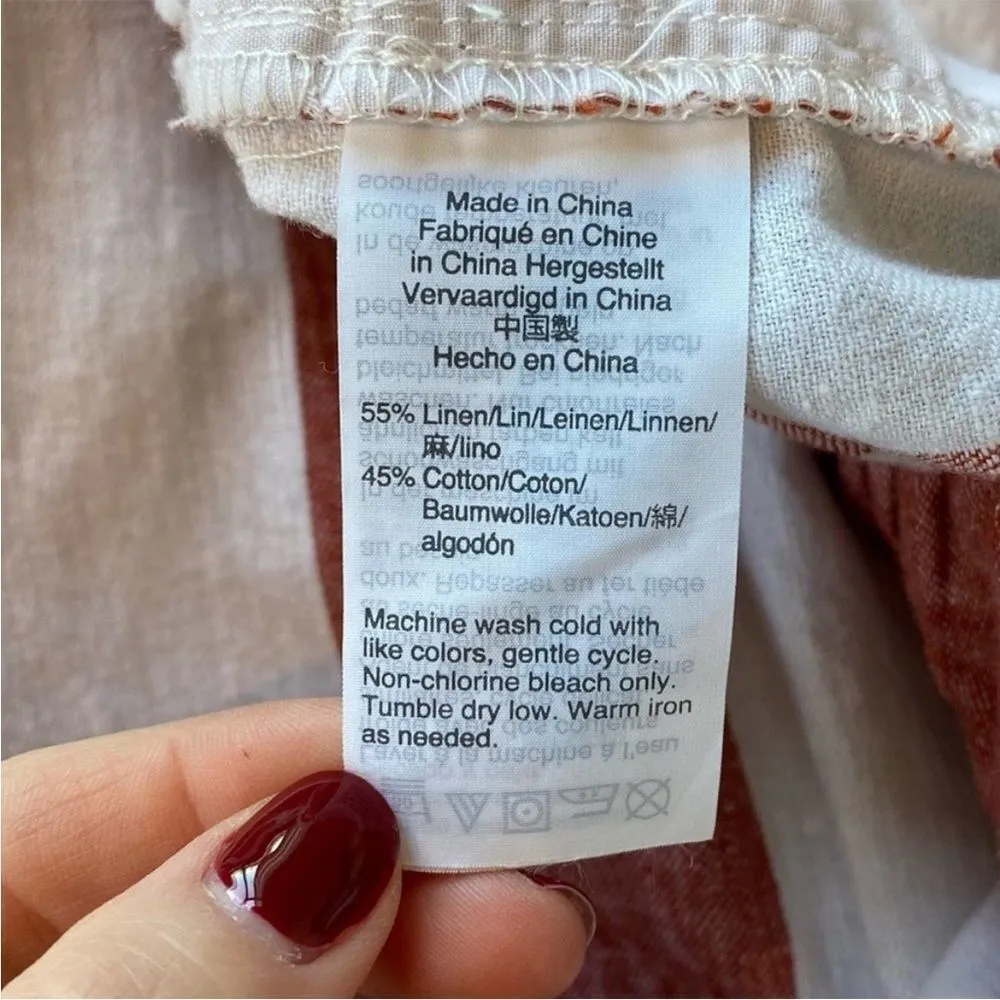 Made in China
Fabriqué en Chine
in China Hergestellt
Vervaardigd in China
中国製
Hecho en China
55% Linen/Lin/Leinen/Linnen/
麻/lino
45% Cotton/Coton/
Baumwolle/Katoen/綿/
algodón
Machine wash cold with
like colors, gentle cycle.
Non-chlorine bleach only.
Tumble dry low. Warm iron
as needed.